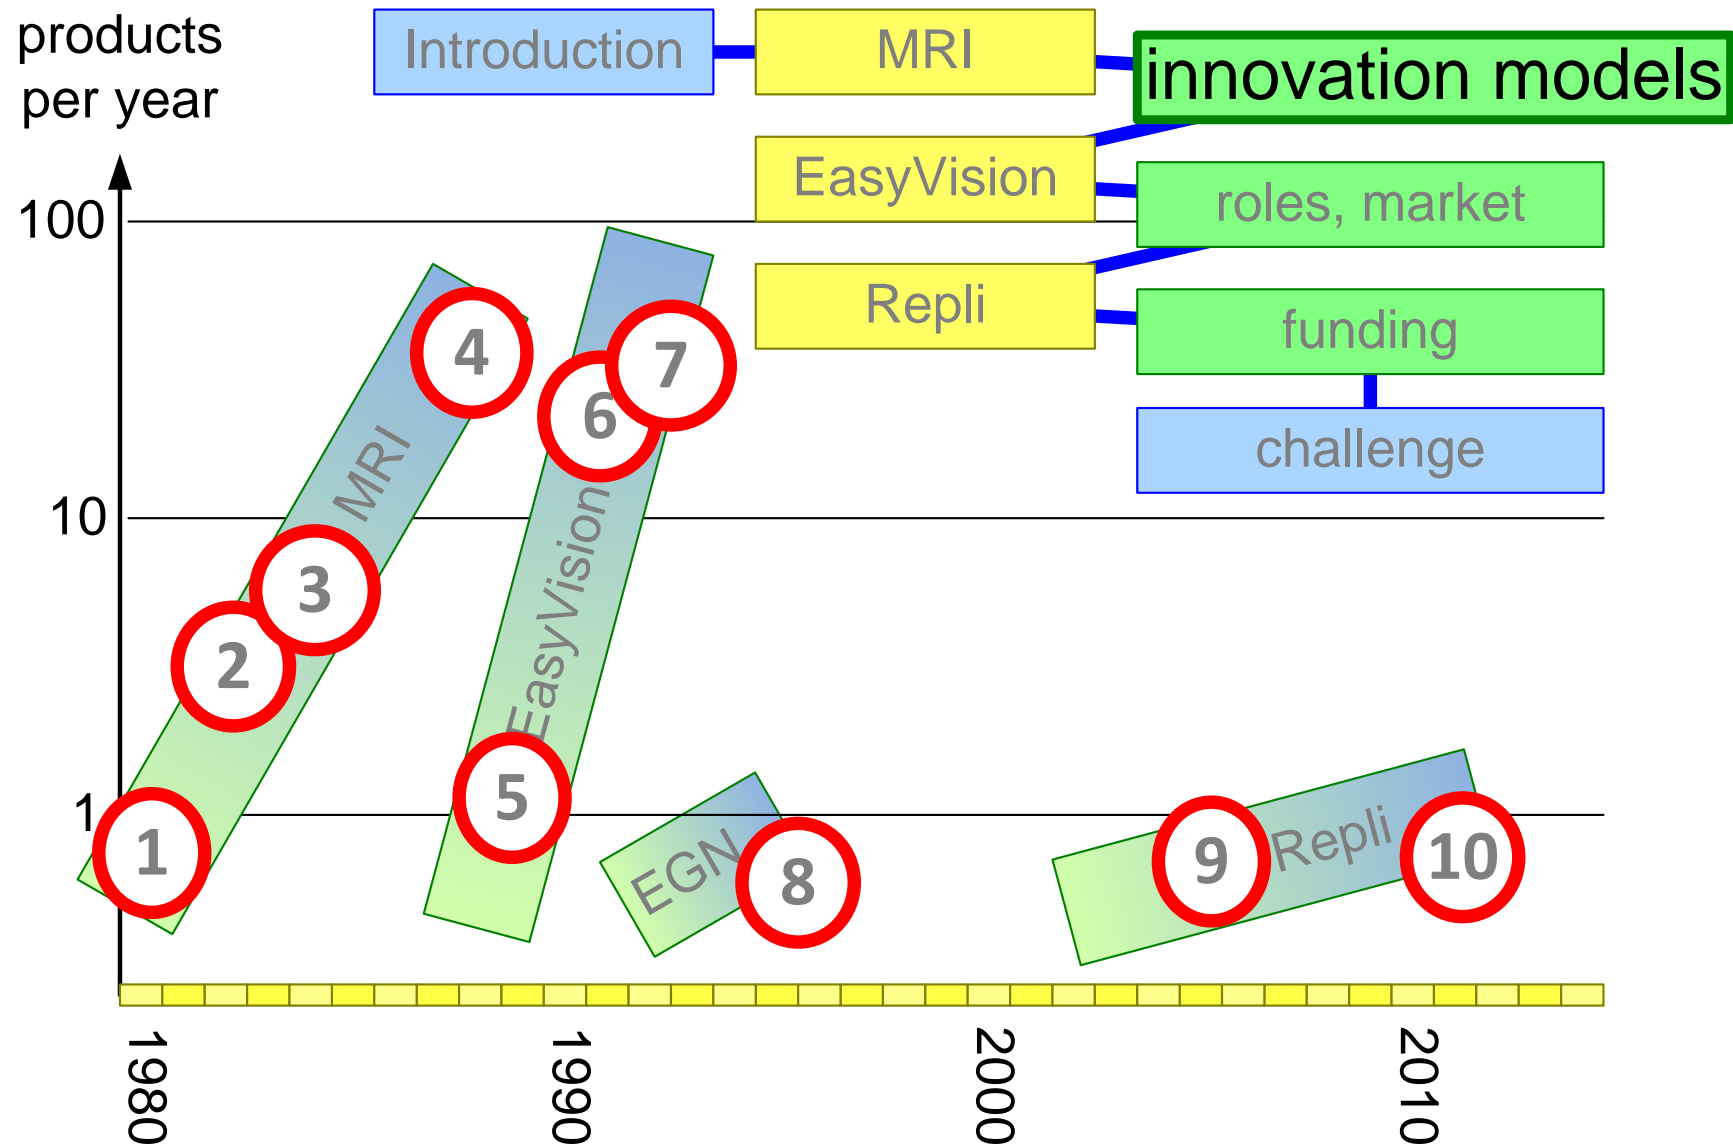 products
per year
Introduction
MRI
innovation models
EasyVision
roles, market
Repli
funding
challenge
100
10
1
MRI
EasyVision
EGN
Repli
1
2
3
4
5
6
7
8
9
10
1980
1990
2000
2010